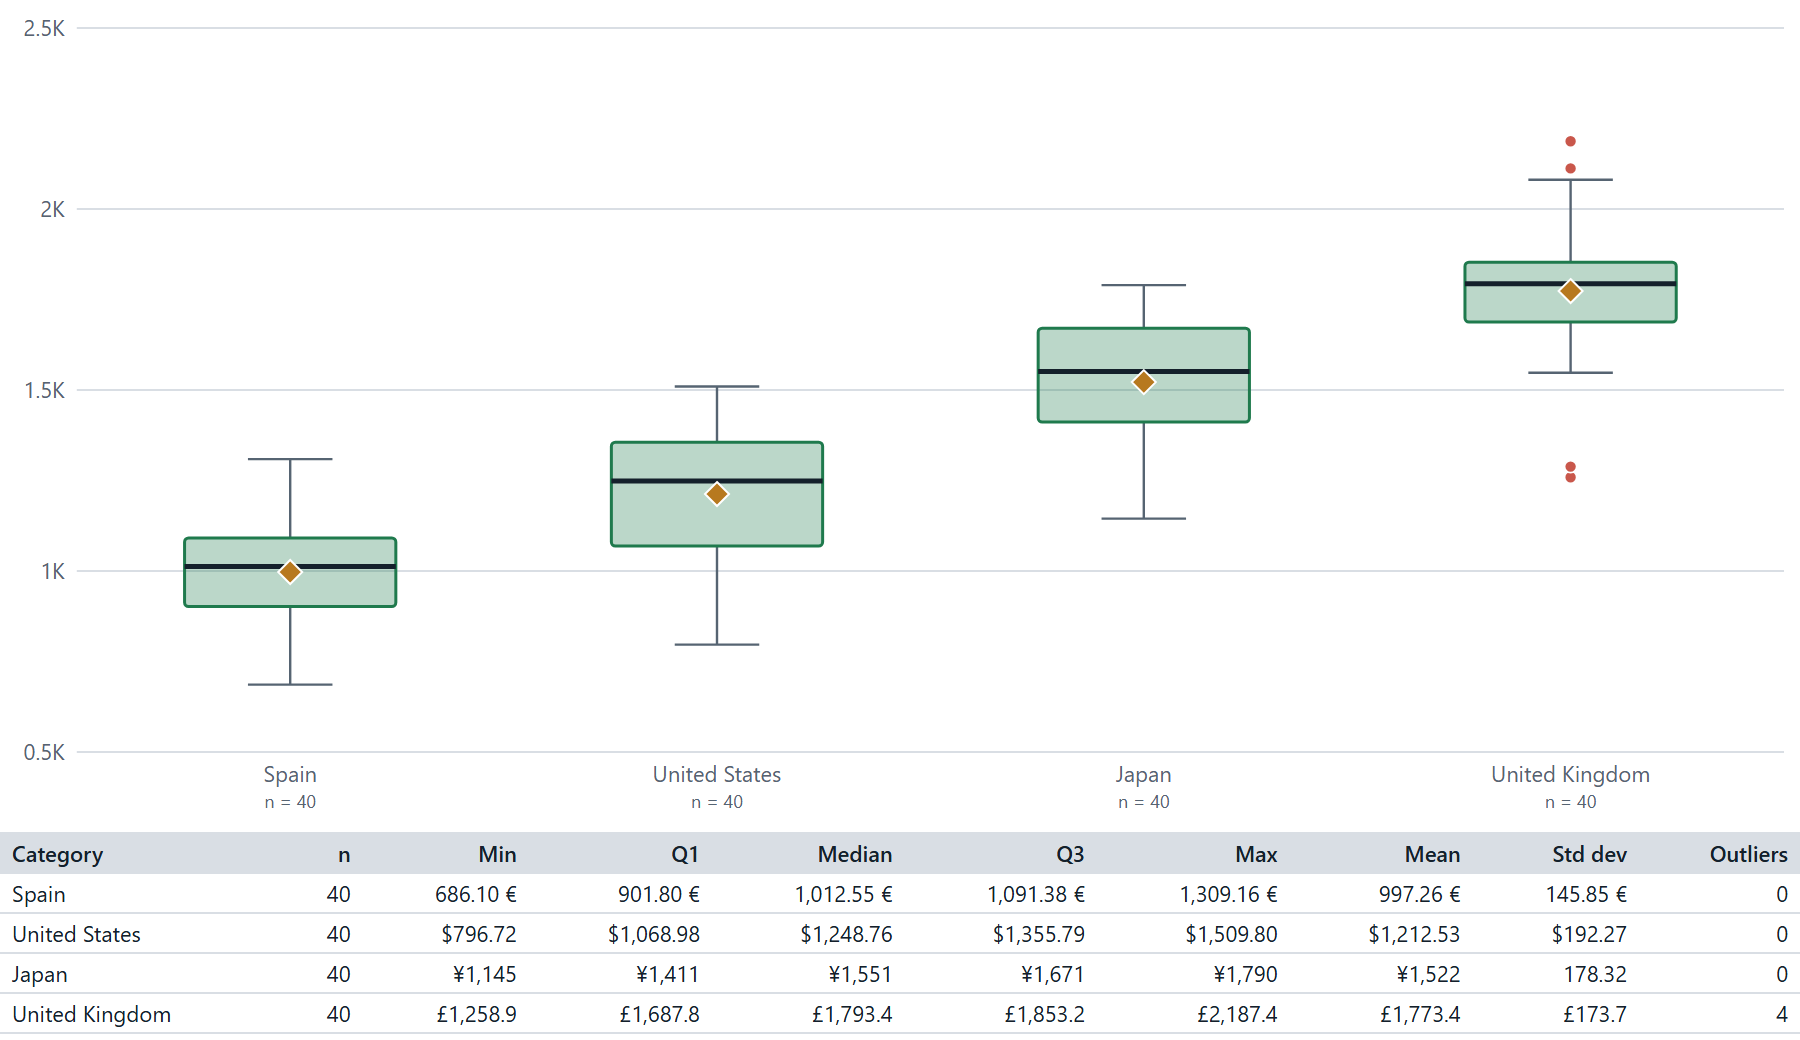 2.5K
2K
1.5K
1K
0.5K
Spain United States Japan United Kingdom
n = 40 n = 40 n = 40 n = 40
Category n Min Q1 Median Q3 Max Mean Std dev Outliers
Spain 40 686.10 € 901.80 € 1,012.55 € 1,091.38 € 1,309.16 € 997.26 € 145.85 € 0
United States 40 $796.72 $1,068.98 $1,248.76 $1,355.79 $1,509.80 $1,212.53 $192.27 0
Japan 40 ¥1,145 ¥1,411 ¥1,551 ¥1,671 ¥1,790 ¥1,522 178.32 0
United Kingdom 40 £1,258.9 £1,687.8 £1,793.4 £1,853.2 £2,187.4 £1,773.4 £173.7 4